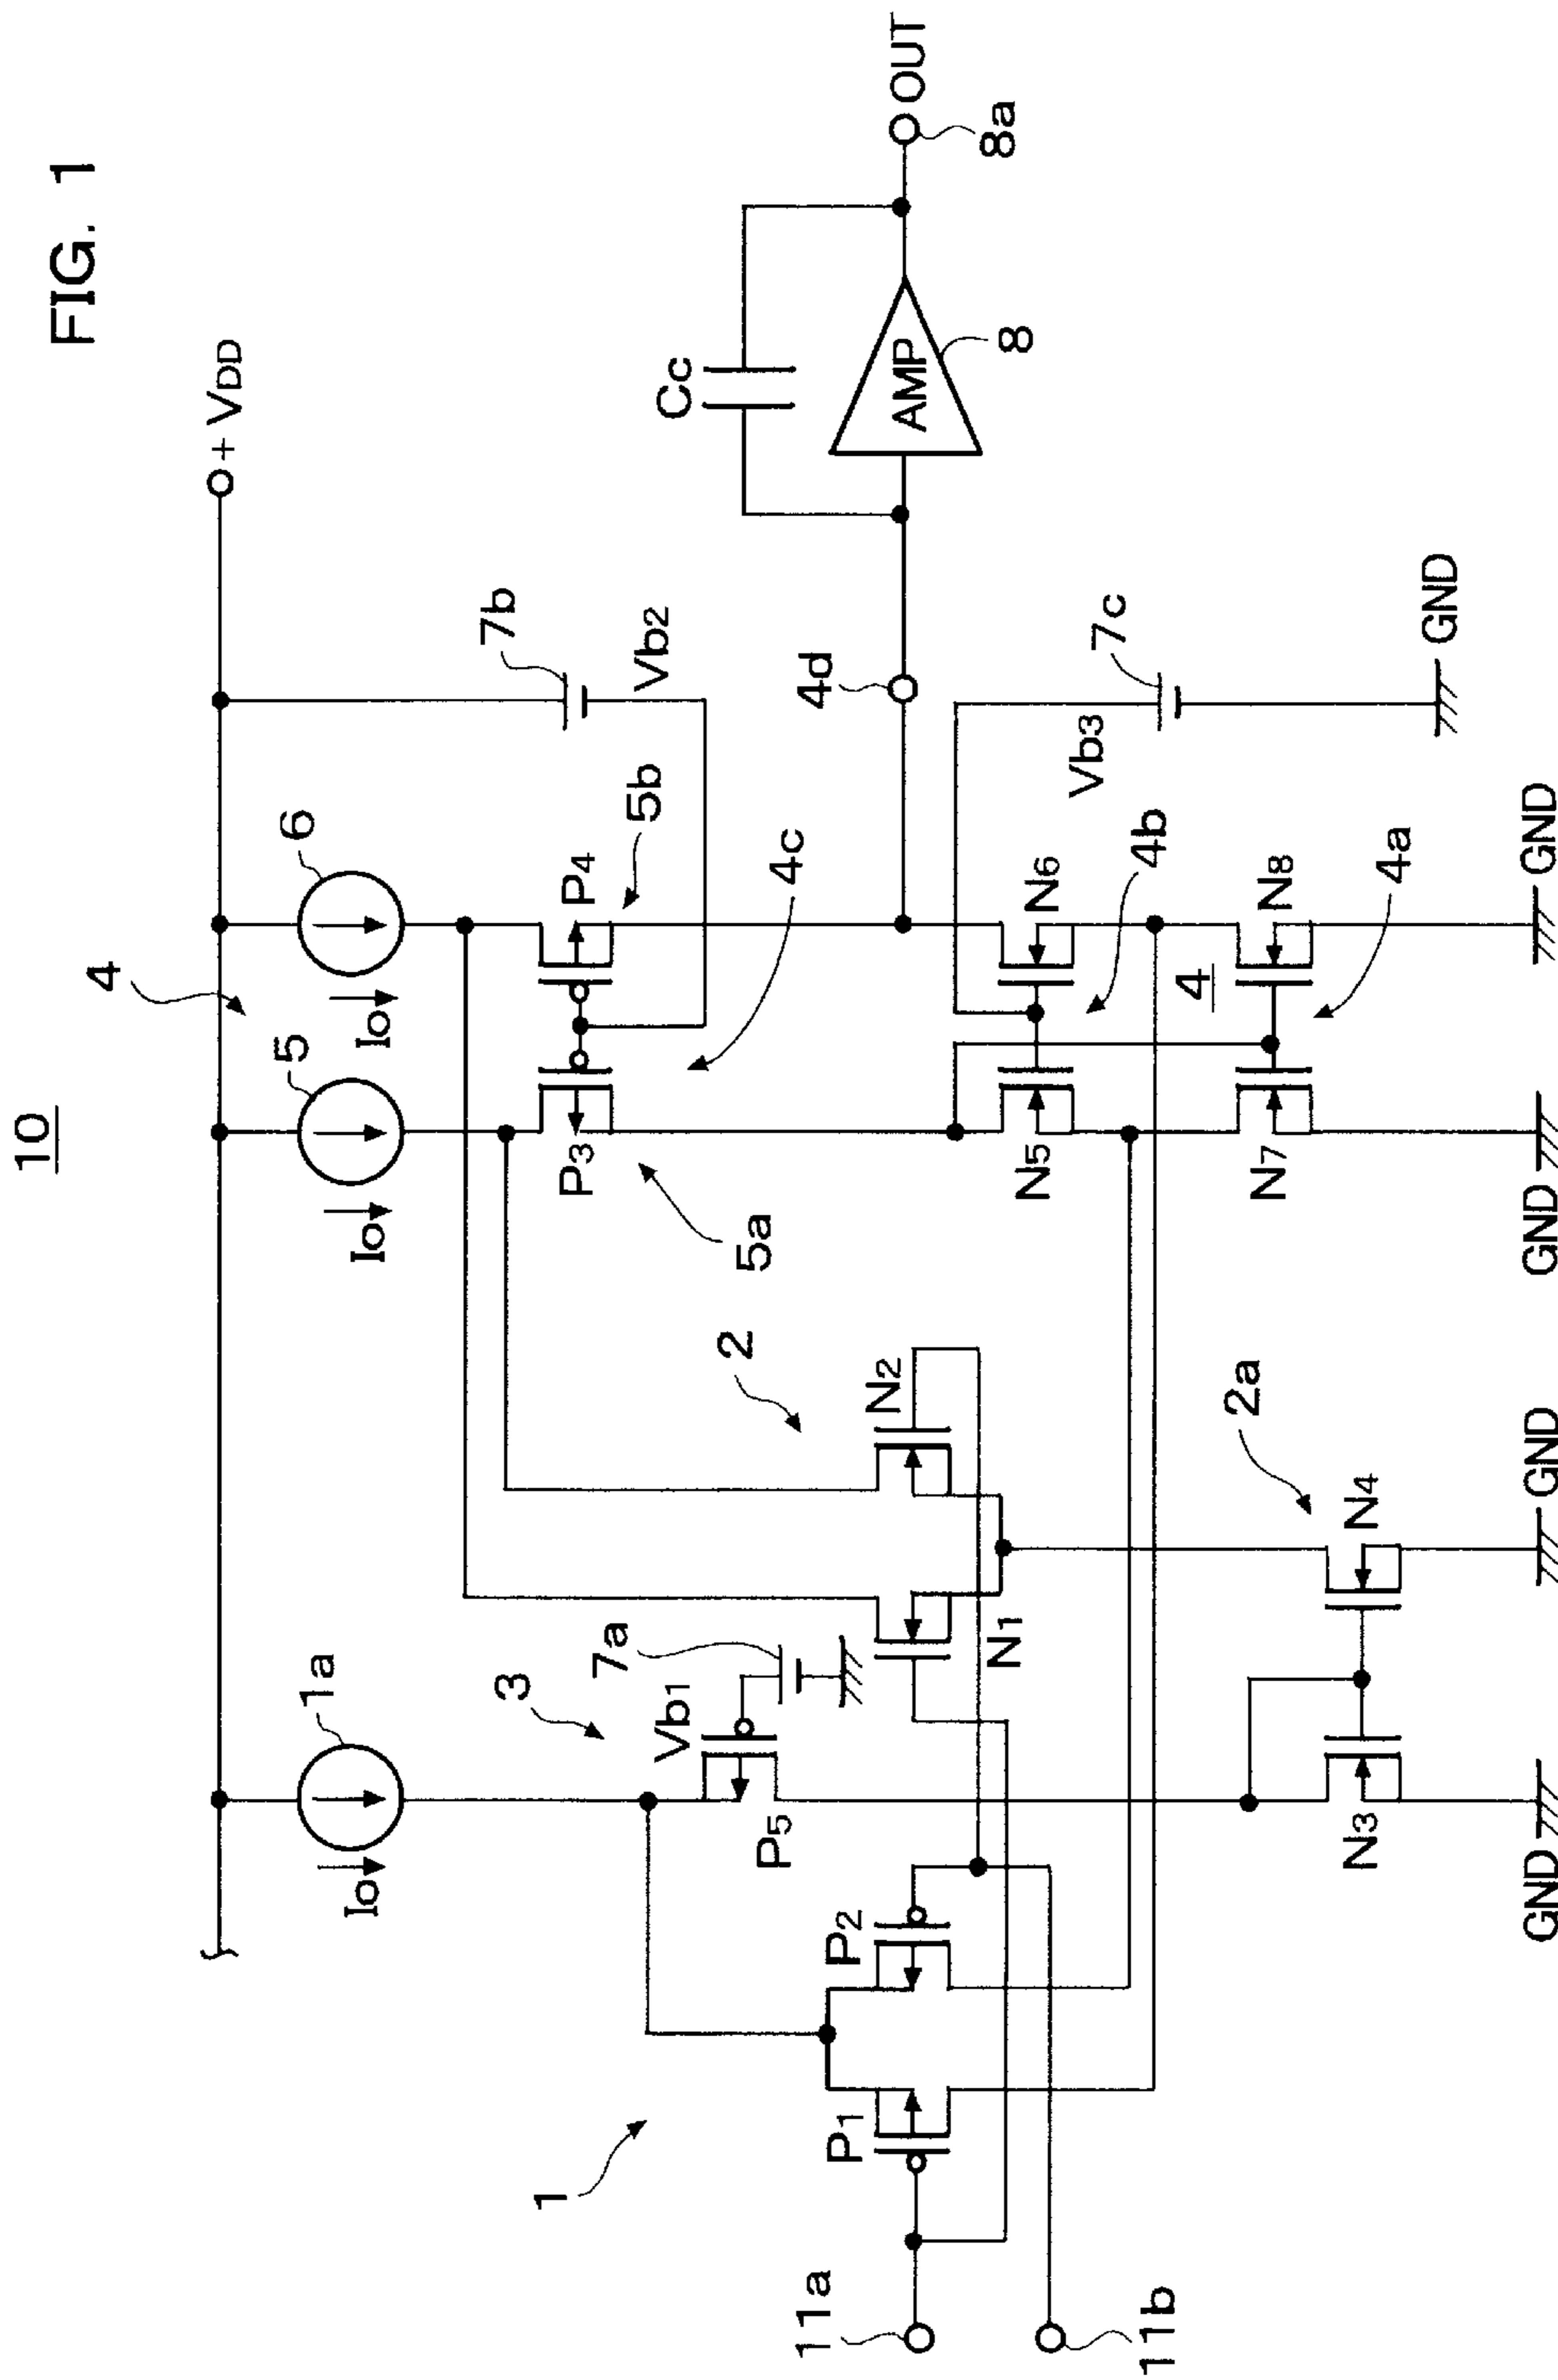 FIG. 1
10
4
+VDD
1a
Io
5
Io
6
Io
7b
Vb2
3
Vb1
7a
P3
P4
5b
5a
4c
P5
1
P1
P2
2
N2
N1
4d
Cc
AMP
8
OUT
8a
11a
11b
N5
N6
4b
Vb3
7c
4
N7
N8
4a
2a
N3
N4
GND
GND
GND
GND
GND